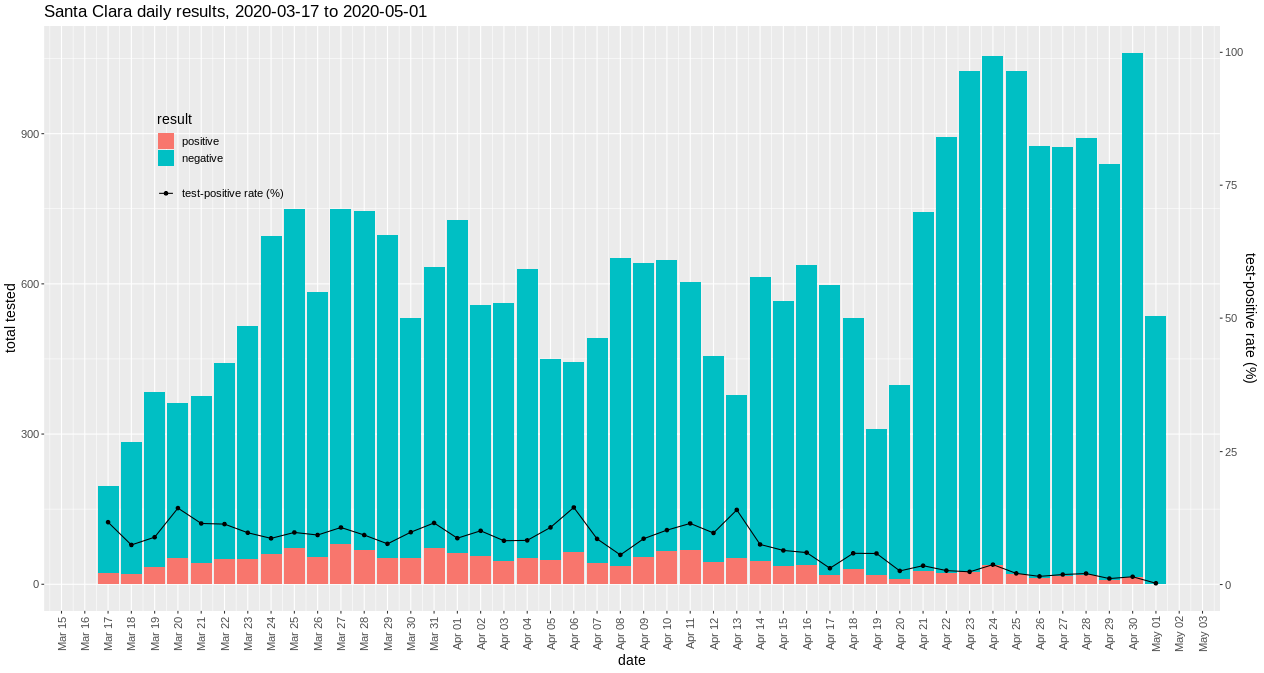 Santa Clara daily results, 2020-03-17 to 2020-05-01
result
positive
negative
test-positive rate (%)
total tested
900
600
300
0
100
75
50
25
0
test-positive rate (%)
Mar 15
Mar 16
Mar 17
Mar 18
Mar 19
Mar 20
Mar 21
Mar 22
Mar 23
Mar 24
Mar 25
Mar 26
Mar 27
Mar 28
Mar 29
Mar 30
Mar 31
Apr 01
Apr 02
Apr 03
Apr 04
Apr 05
Apr 06
Apr 07
Apr 08
Apr 09
Apr 10
Apr 11
Apr 12
Apr 13
Apr 14
Apr 15
Apr 16
Apr 17
Apr 18
Apr 19
Apr 20
Apr 21
Apr 22
Apr 23
Apr 24
Apr 25
Apr 26
Apr 27
Apr 28
Apr 29
Apr 30
May 01
May 02
May 03
date